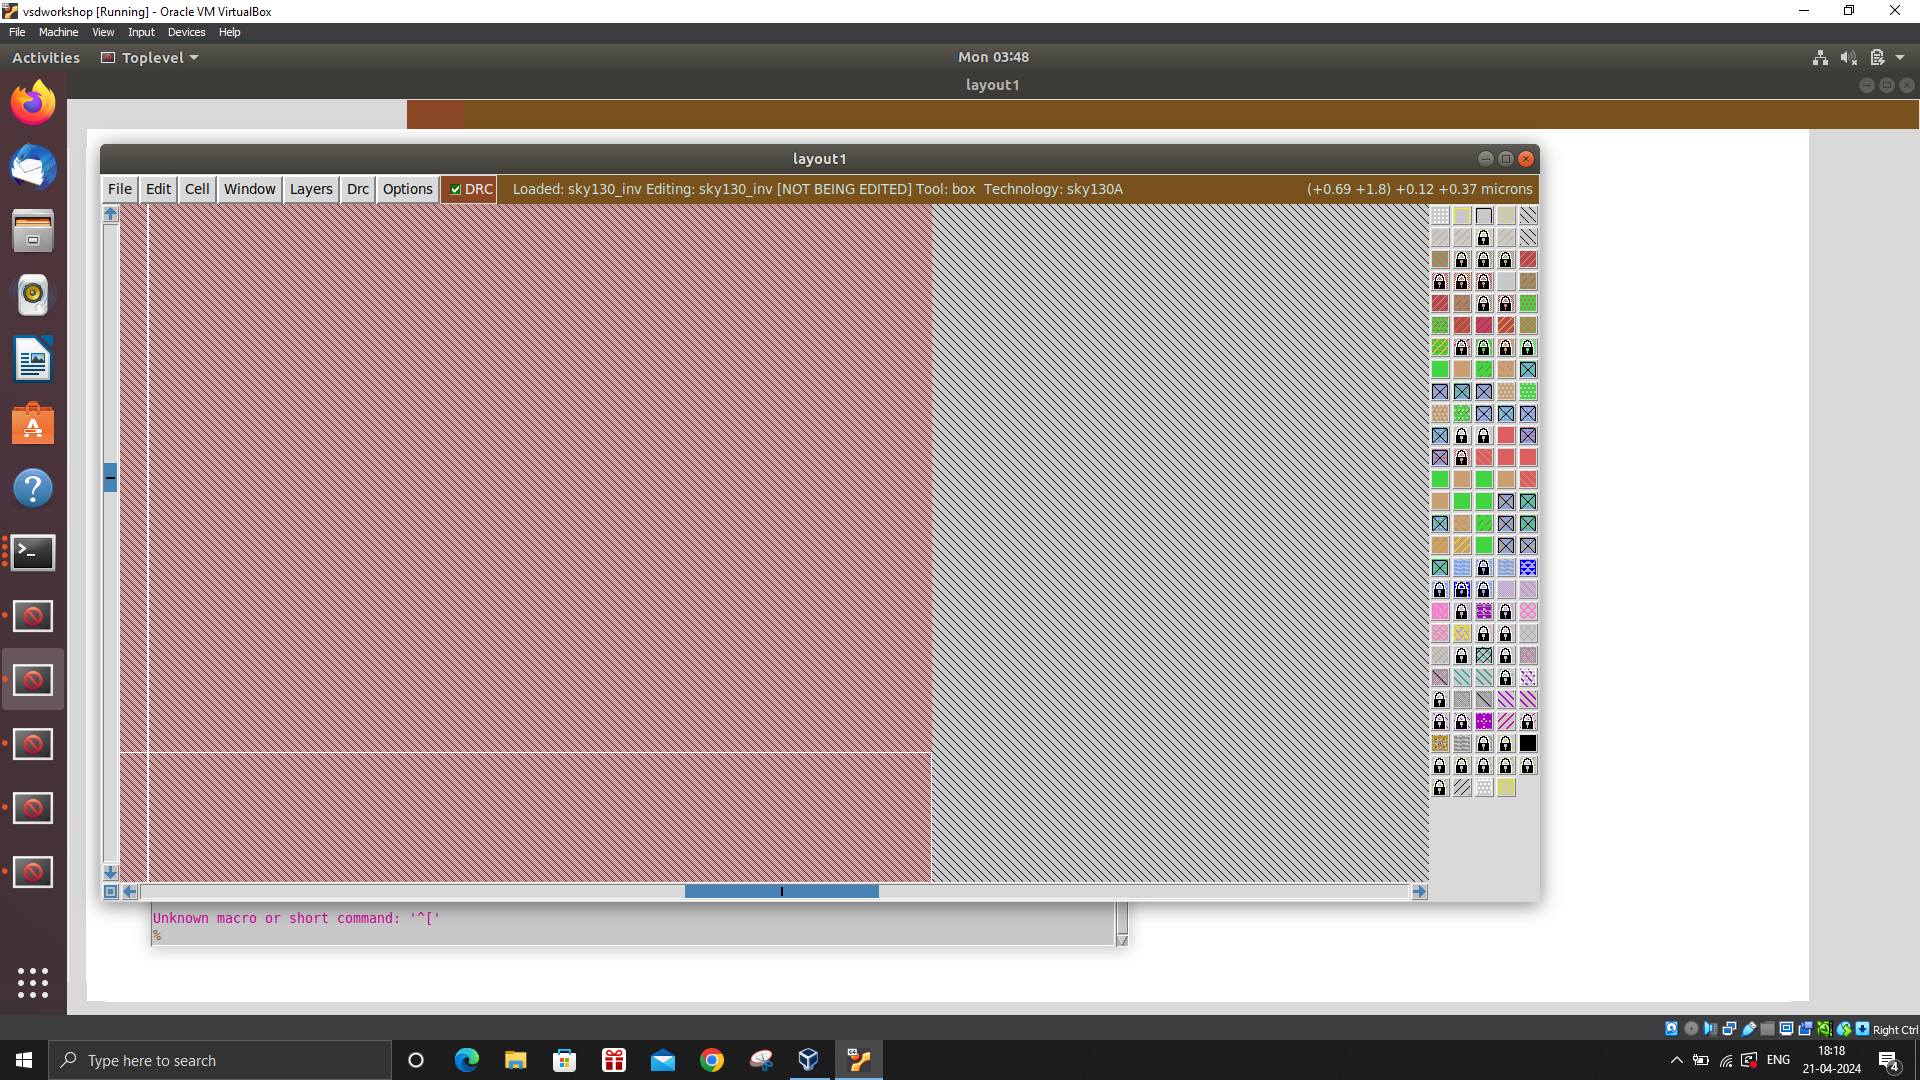 vsdworkshop [Running] - Oracle VM VirtualBox
File Machine View Input Devices Help
Activities Toplevel Mon 03:48
layout1
layout1
File Edit Cell Window Layers Drc Options DRC Loaded: sky130_inv Editing: sky130_inv [NOT BEING EDITED] Tool: box Technology: sky130A (+0.69 +1.8) +0.12 +0.37 microns
Unknown macro or short command: '^['
%
Right Ctrl
Type here to search
ENG
18:18
21-04-2024
4